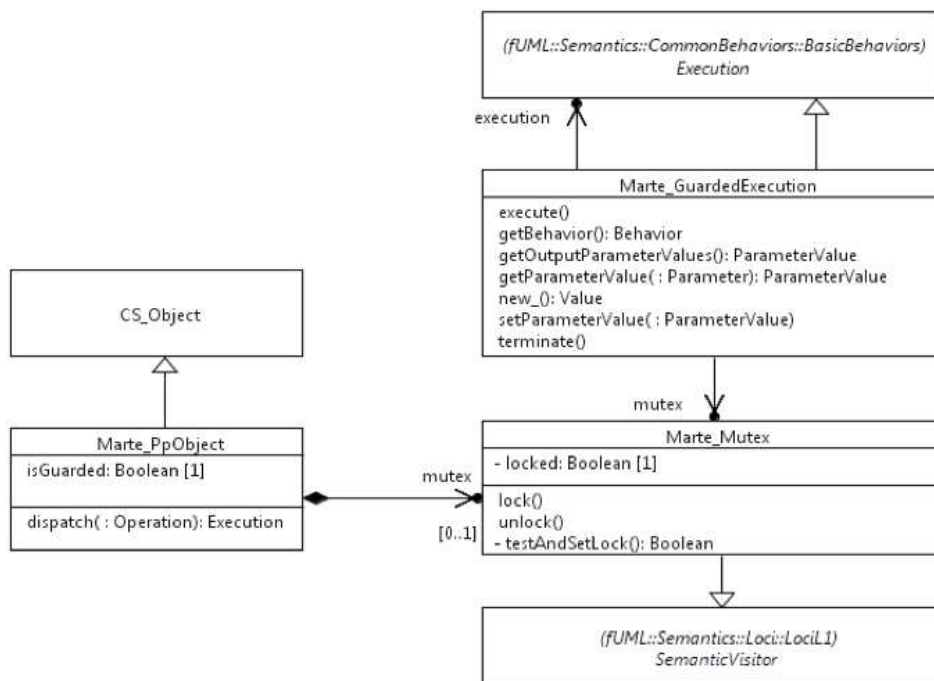 (fUML::Semantics::CommonBehaviors::BasicBehaviors)
Execution
execution
Marte_GuardedExecution
execute()
getBehavior(): Behavior
getOutputParameterValues(): ParameterValue
getParameterValue( : Parameter): ParameterValue
new_(): Value
setParameterValue( : ParameterValue)
terminate()
CS_Object
mutex
Marte_PpObject
isGuarded: Boolean [1]
dispatch( : Operation): Execution
mutex
[0..1]
Marte_Mutex
- locked: Boolean [1]
lock()
unlock()
- testAndSetLock(): Boolean
(fUML::Semantics::Loci::LociL1)
SemanticVisitor